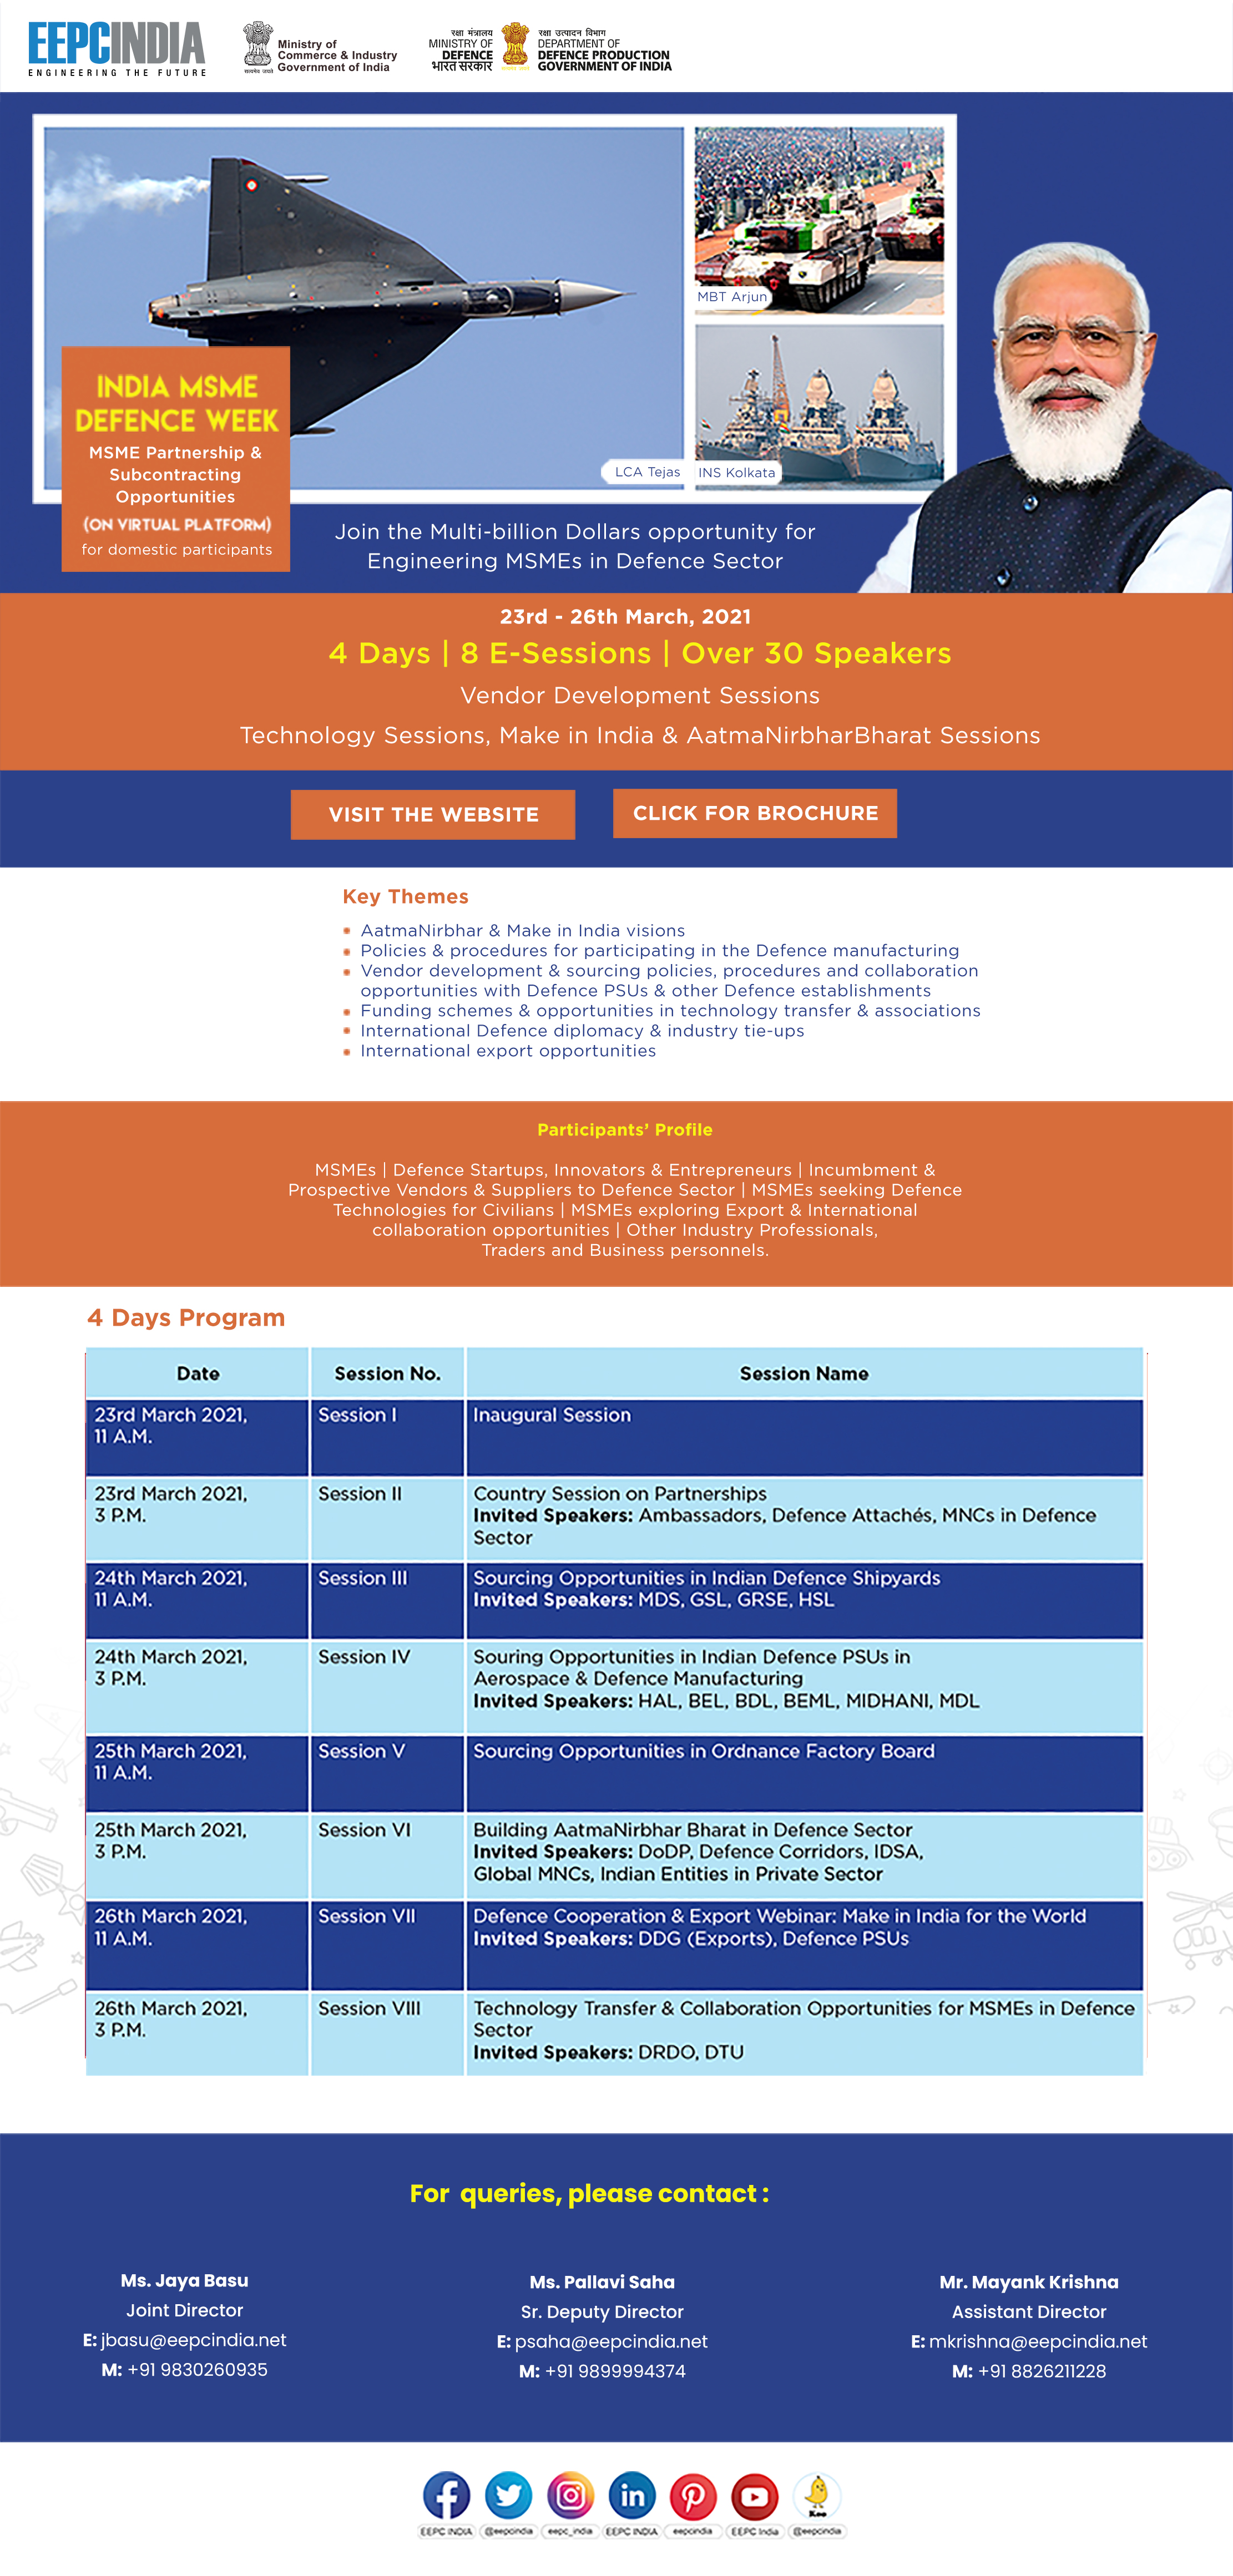 EEPCINDIA
ENGINEERING THE FUTURE
सत्यमेव जयते
Ministry of
Commerce & Industry
Government of India
रक्षा मंत्रालय
MINISTRY OF
DEFENCE
भारत सरकार
रक्षा उत्पादन विभाग
DEPARTMENT OF
DEFENCE PRODUCTION
GOVERNMENT OF INDIA
MBT Arjun
LCA Tejas
INS Kolkata
INDIA MSME
DEFENCE WEEK
MSME Partnership &
Subcontracting
Opportunities
(ON VIRTUAL PLATFORM)
for domestic participants
Join the Multi-billion Dollars opportunity for
Engineering MSMEs in Defence Sector
23rd - 26th March, 2021
4 Days | 8 E-Sessions | Over 30 Speakers
Vendor Development Sessions
Technology Sessions, Make in India & AatmaNirbharBharat Sessions
VISIT THE WEBSITE
CLICK FOR BROCHURE
Key Themes
AatmaNirbhar & Make in India visions
Policies & procedures for participating in the Defence manufacturing
Vendor development & sourcing policies, procedures and collaboration
opportunities with Defence PSUs & other Defence establishments
Funding schemes & opportunities in technology transfer & associations
International Defence diplomacy & industry tie-ups
International export opportunities
Participants' Profile
MSMEs | Defence Startups, Innovators & Entrepreneurs | Incumbment &
Prospective Vendors & Suppliers to Defence Sector | MSMEs seeking Defence
Technologies for Civilians | MSMEs exploring Export & International
collaboration opportunities | Other Industry Professionals,
Traders and Business personnels.
4 Days Program
Date
Session No.
Session Name
23rd March 2021,
11 A.M.
Session I
Inaugural Session
23rd March 2021,
3 P.M.
Session II
Country Session on Partnerships
Invited Speakers: Ambassadors, Defence Attachés, MNCs in Defence
Sector
24th March 2021,
11 A.M.
Session III
Sourcing Opportunities in Indian Defence Shipyards
Invited Speakers: MDS, GSL, GRSE, HSL
24th March 2021,
3 P.M.
Session IV
Souring Opportunities in Indian Defence PSUs in
Aerospace & Defence Manufacturing
Invited Speakers: HAL, BEL, BDL, BEML, MIDHANI, MDL
25th March 2021,
11 A.M.
Session V
Sourcing Opportunities in Ordnance Factory Board
25th March 2021,
3 P.M.
Session VI
Building AatmaNirbhar Bharat in Defence Sector
Invited Speakers: DoDP, Defence Corridors, IDSA,
Global MNCs, Indian Entities in Private Sector
26th March 2021,
11 A.M.
Session VII
Defence Cooperation & Export Webinar: Make in India for the World
Invited Speakers: DDG (Exports), Defence PSUs
26th March 2021,
3 P.M.
Session VIII
Technology Transfer & Collaboration Opportunities for MSMEs in Defence
Sector
Invited Speakers: DRDO, DTU
For queries, please contact :
Ms. Jaya Basu
Joint Director
E: jbasu@eepcindia.net
M: +91 9830260935
Ms. Pallavi Saha
Sr. Deputy Director
E: psaha@eepcindia.net
M: +91 9899994374
Mr. Mayank Krishna
Assistant Director
E: mkrishna@eepcindia.net
M: +91 8826211228
Koo
EEPC INDIA
@eepcindia
eepc_india
EEPC INDIA
eepcindia
EEPC India
@eepcindia